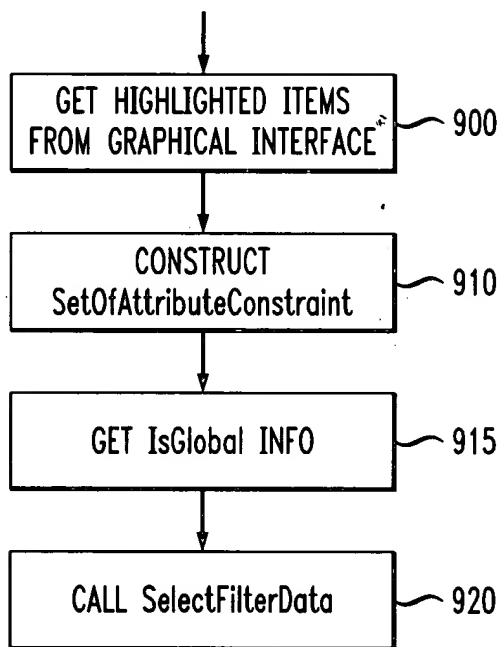 GET HIGHLIGHTED ITEMS
FROM GRAPHICAL INTERFACE
900
CONSTRUCT
SetOfAttributeConstraint
910
GET IsGlobal INFO
915
CALL SelectFilterData
920